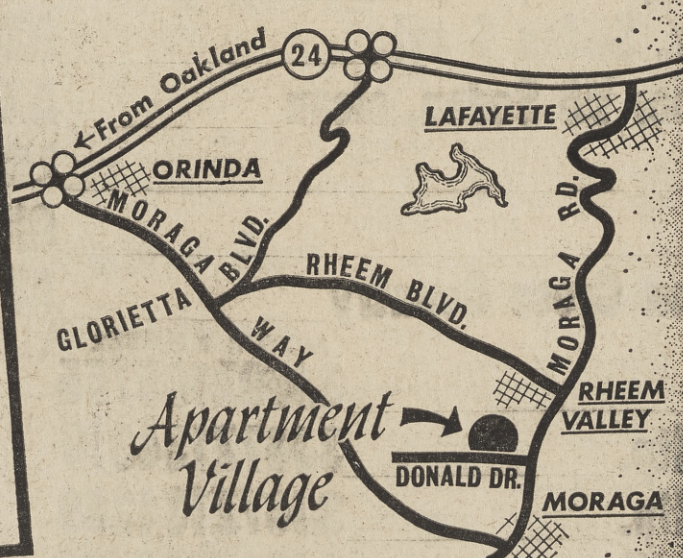 24
←From Oakland
LAFAYETTE
ORINDA
MORAGA
WAY
GLORIETTA
BLVD.
RHEEM BLVD.
MORAGA RD.
RHEEM
VALLEY
Apartment
Village
DONALD DR.
MORAGA